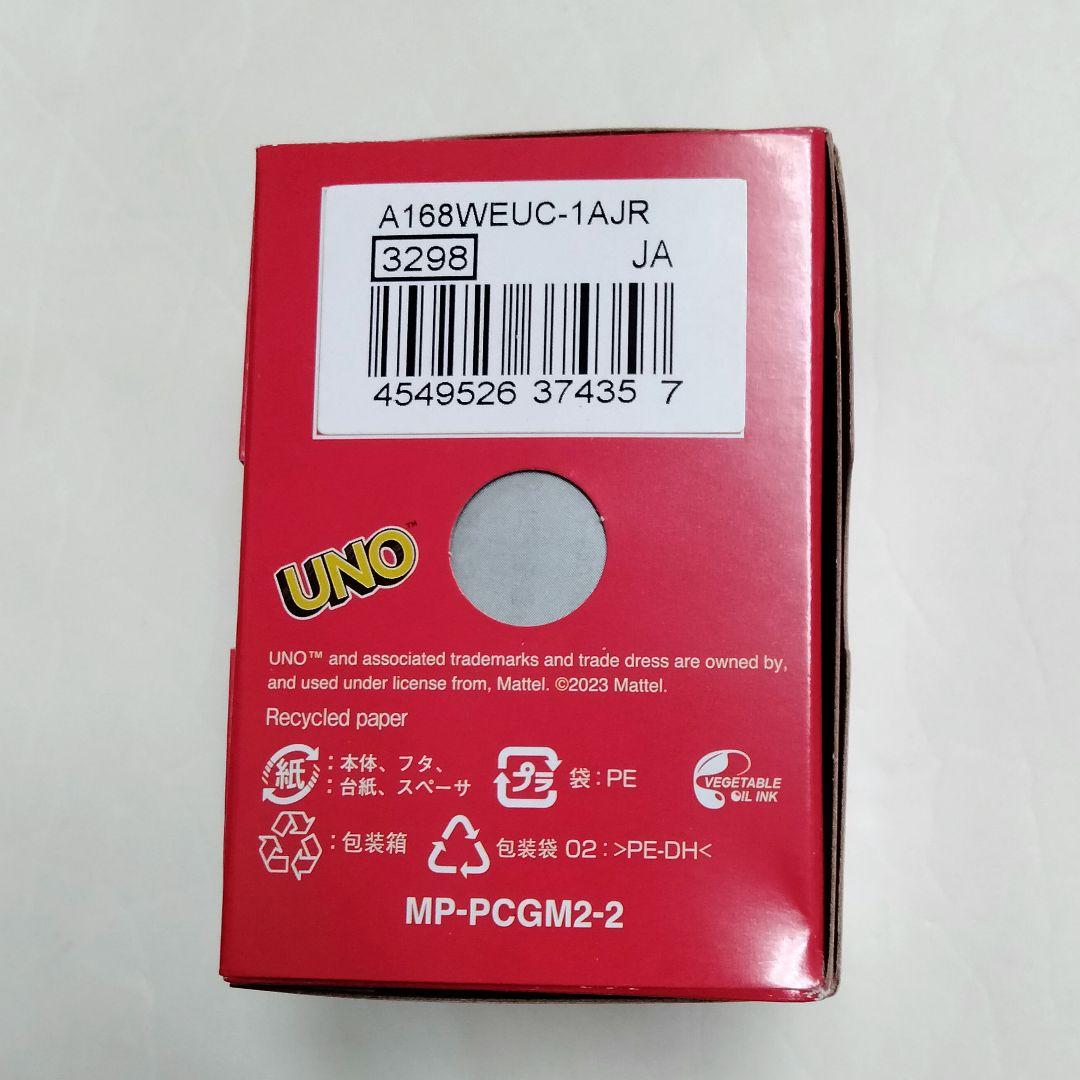 A168WEUC-1AJR
3298 JA
4549526 37435 7
UNO™
UNO™ and associated trademarks and trade dress are owned by,
and used under license from, Mattel. ©2023 Mattel.
Recycled paper
紙 : 本体、フタ、
: 台紙、スペーサ
プラ 袋 : PE
VEGETABLE
OIL INK
: 包装箱
包装袋 02 : >PE-DH<
MP-PCGM2-2